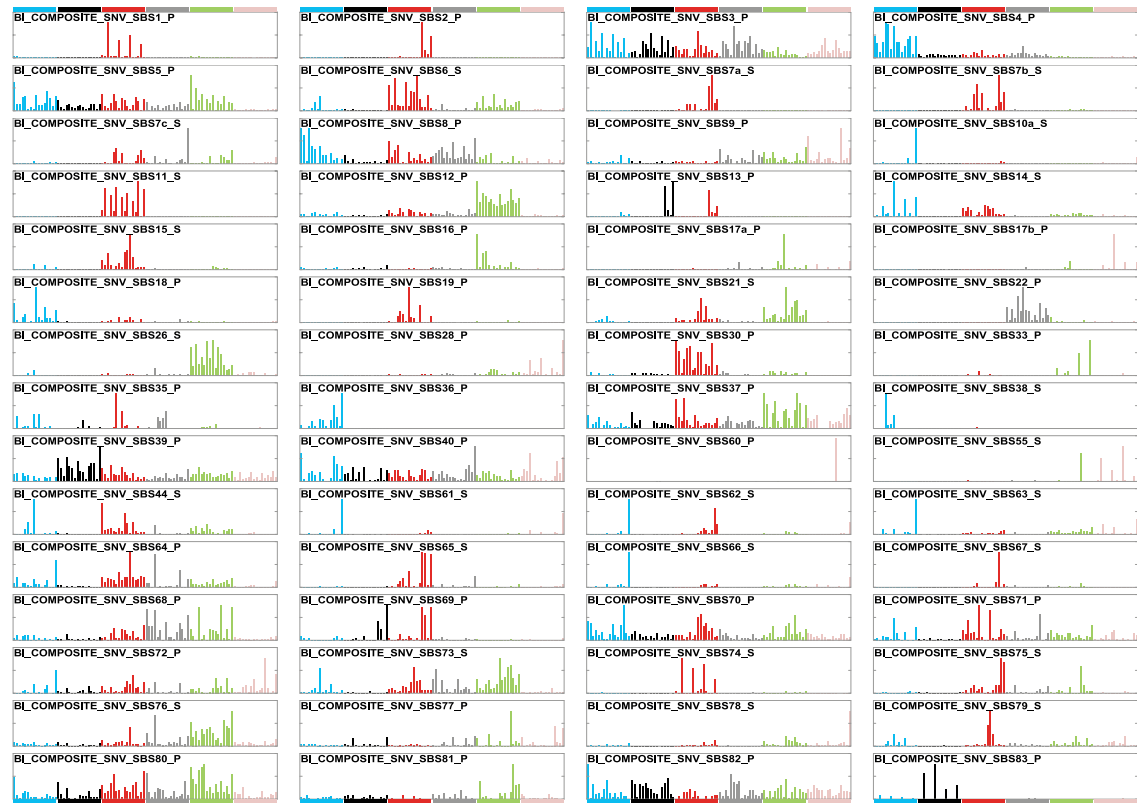 BI_COMPOSITE_SNV_SBS1_P
BI_COMPOSITE_SNV_SBS2_P
BI_COMPOSITE_SNV_SBS3_P
BI_COMPOSITE_SNV_SBS4_P
BI_COMPOSITE_SNV_SBS5_P
BI_COMPOSITE_SNV_SBS6_S
BI_COMPOSITE_SNV_SBS7a_S
BI_COMPOSITE_SNV_SBS7b_S
BI_COMPOSITE_SNV_SBS7c_S
BI_COMPOSITE_SNV_SBS8_P
BI_COMPOSITE_SNV_SBS9_P
BI_COMPOSITE_SNV_SBS10a_S
BI_COMPOSITE_SNV_SBS11_S
BI_COMPOSITE_SNV_SBS12_P
BI_COMPOSITE_SNV_SBS13_P
BI_COMPOSITE_SNV_SBS14_S
BI_COMPOSITE_SNV_SBS15_S
BI_COMPOSITE_SNV_SBS16_P
BI_COMPOSITE_SNV_SBS17a_P
BI_COMPOSITE_SNV_SBS17b_P
BI_COMPOSITE_SNV_SBS18_P
BI_COMPOSITE_SNV_SBS19_P
BI_COMPOSITE_SNV_SBS21_S
BI_COMPOSITE_SNV_SBS22_P
BI_COMPOSITE_SNV_SBS26_S
BI_COMPOSITE_SNV_SBS28_P
BI_COMPOSITE_SNV_SBS30_P
BI_COMPOSITE_SNV_SBS33_P
BI_COMPOSITE_SNV_SBS35_P
BI_COMPOSITE_SNV_SBS36_P
BI_COMPOSITE_SNV_SBS37_P
BI_COMPOSITE_SNV_SBS38_S
BI_COMPOSITE_SNV_SBS39_P
BI_COMPOSITE_SNV_SBS40_P
BI_COMPOSITE_SNV_SBS60_P
BI_COMPOSITE_SNV_SBS55_S
BI_COMPOSITE_SNV_SBS44_S
BI_COMPOSITE_SNV_SBS61_S
BI_COMPOSITE_SNV_SBS62_S
BI_COMPOSITE_SNV_SBS63_S
BI_COMPOSITE_SNV_SBS64_P
BI_COMPOSITE_SNV_SBS65_S
BI_COMPOSITE_SNV_SBS66_S
BI_COMPOSITE_SNV_SBS67_S
BI_COMPOSITE_SNV_SBS68_P
BI_COMPOSITE_SNV_SBS69_P
BI_COMPOSITE_SNV_SBS70_P
BI_COMPOSITE_SNV_SBS71_P
BI_COMPOSITE_SNV_SBS72_P
BI_COMPOSITE_SNV_SBS73_S
BI_COMPOSITE_SNV_SBS74_S
BI_COMPOSITE_SNV_SBS75_S
BI_COMPOSITE_SNV_SBS76_S
BI_COMPOSITE_SNV_SBS77_P
BI_COMPOSITE_SNV_SBS78_S
BI_COMPOSITE_SNV_SBS79_S
BI_COMPOSITE_SNV_SBS80_P
BI_COMPOSITE_SNV_SBS81_P
BI_COMPOSITE_SNV_SBS82_P
BI_COMPOSITE_SNV_SBS83_P